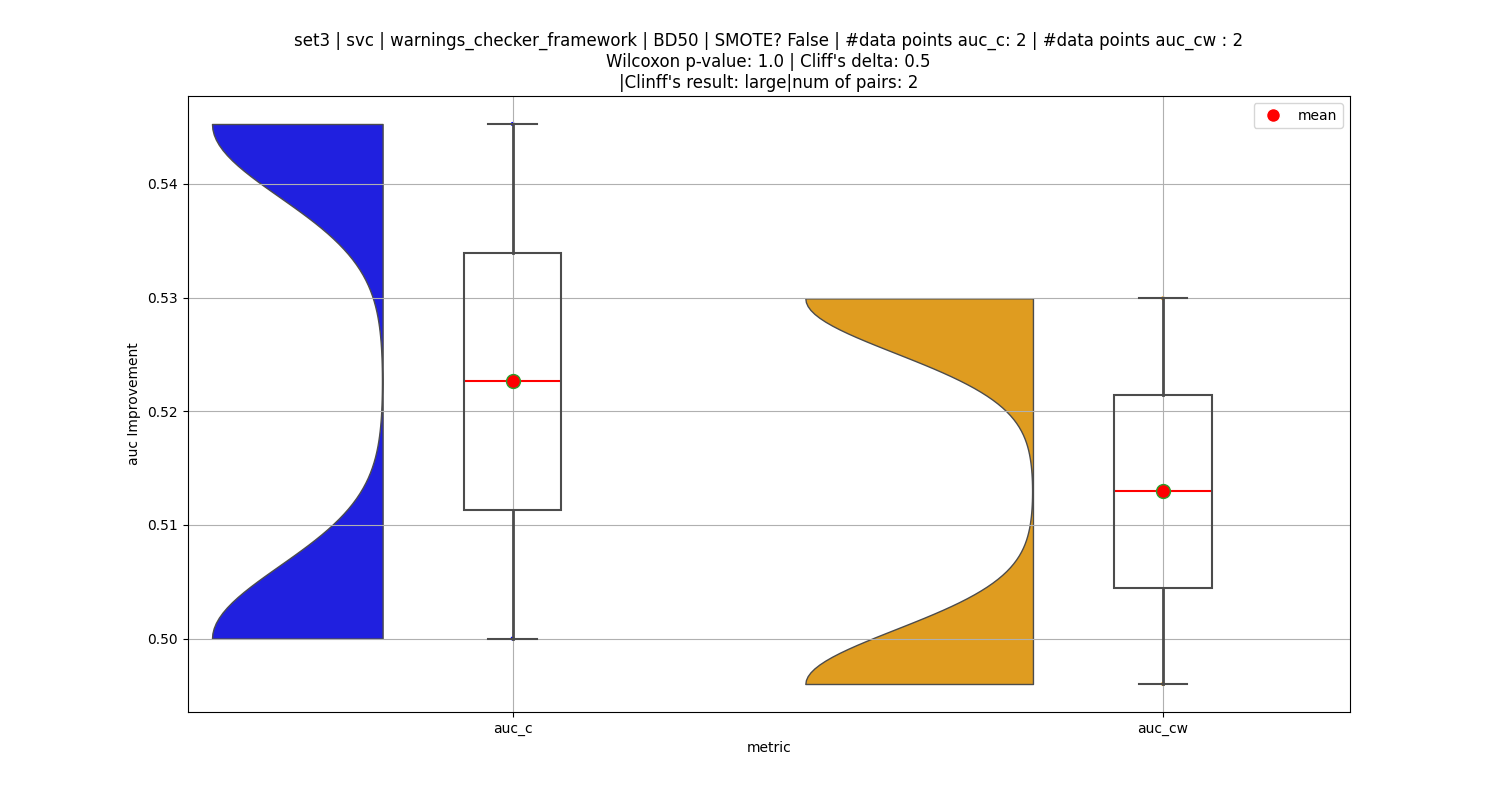 set3 | svc | warnings_checker_framework | BD50 | SMOTE? False | #data points auc_c: 2 | #data points auc_cw : 2
Wilcoxon p-value: 1.0 | Cliff's delta: 0.5
|Clinff's result: large|num of pairs: 2
mean
0.54
0.53
0.52
0.51
0.50
auc Improvement
auc_c
auc_cw
metric